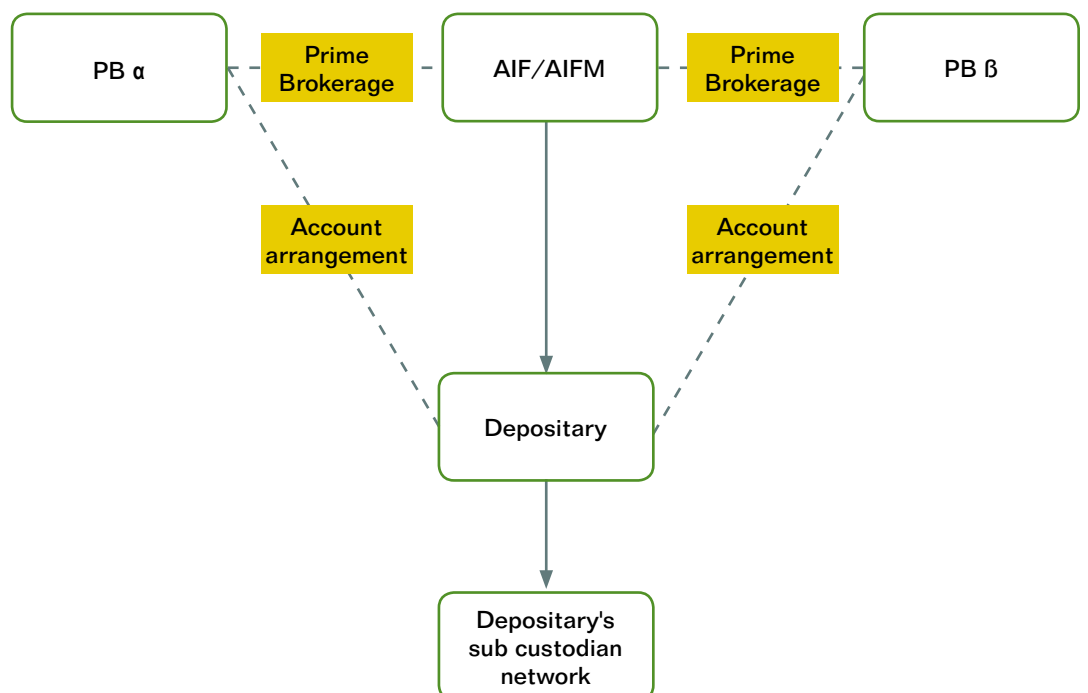 PB α
Prime
Brokerage
AIF/AIFM
Prime
Brokerage
PB ß
Account
arrangement
Account
arrangement
Depositary
Depositary's
sub custodian
network